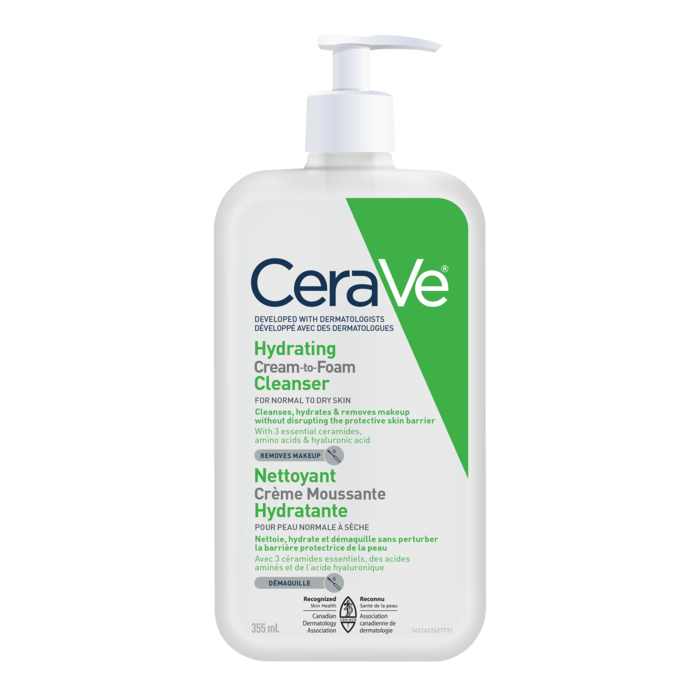 CeraVe®
DEVELOPED WITH DERMATOLOGISTS
DÉVELOPPÉ AVEC DES DERMATOLOGUES
Hydrating
Cream-to-Foam
Cleanser
FOR NORMAL TO DRY SKIN
Cleanses, hydrates & removes makeup
without disrupting the protective skin barrier
With 3 essential ceramides,
amino acids & hyaluronic acid
REMOVES MAKEUP
Nettoyant
Crème Moussante
Hydratante
POUR PEAU NORMALE À SÈCHE
Nettoie, hydrate et démaquille sans perturber
la barrière protectrice de la peau
Avec 3 céramides essentiels, des acides
aminés et de l'acide hyaluronique
DÉMAQUILLE
Recognized Reconnu
Skin Health Santé de la peau
Canadian Association
Dermatology canadienne de
Association dermatologie
355 mL